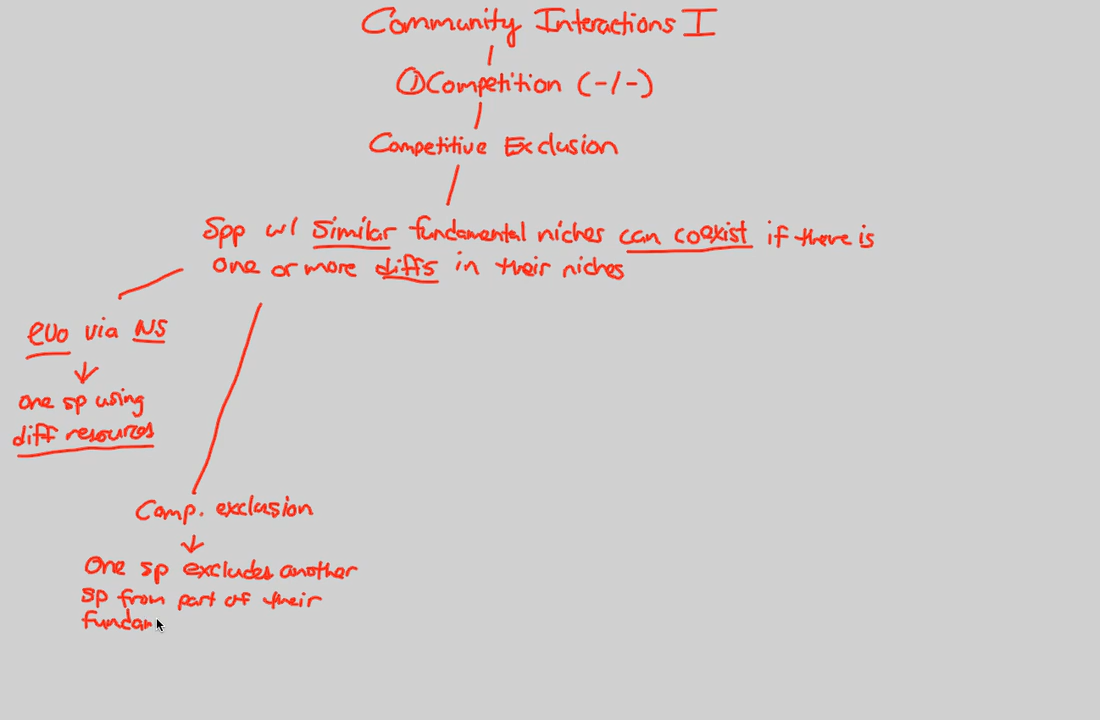 Community Interactions I
①Competition (-/-)
Competitive Exclusion
Spp w/ similar fundamental niches can coexist if there is
one or more diffs in their niches
evo via NS
↓
one sp using
diff resources
Comp. exclusion
↓
One sp excludes another
sp from part of their
fundam